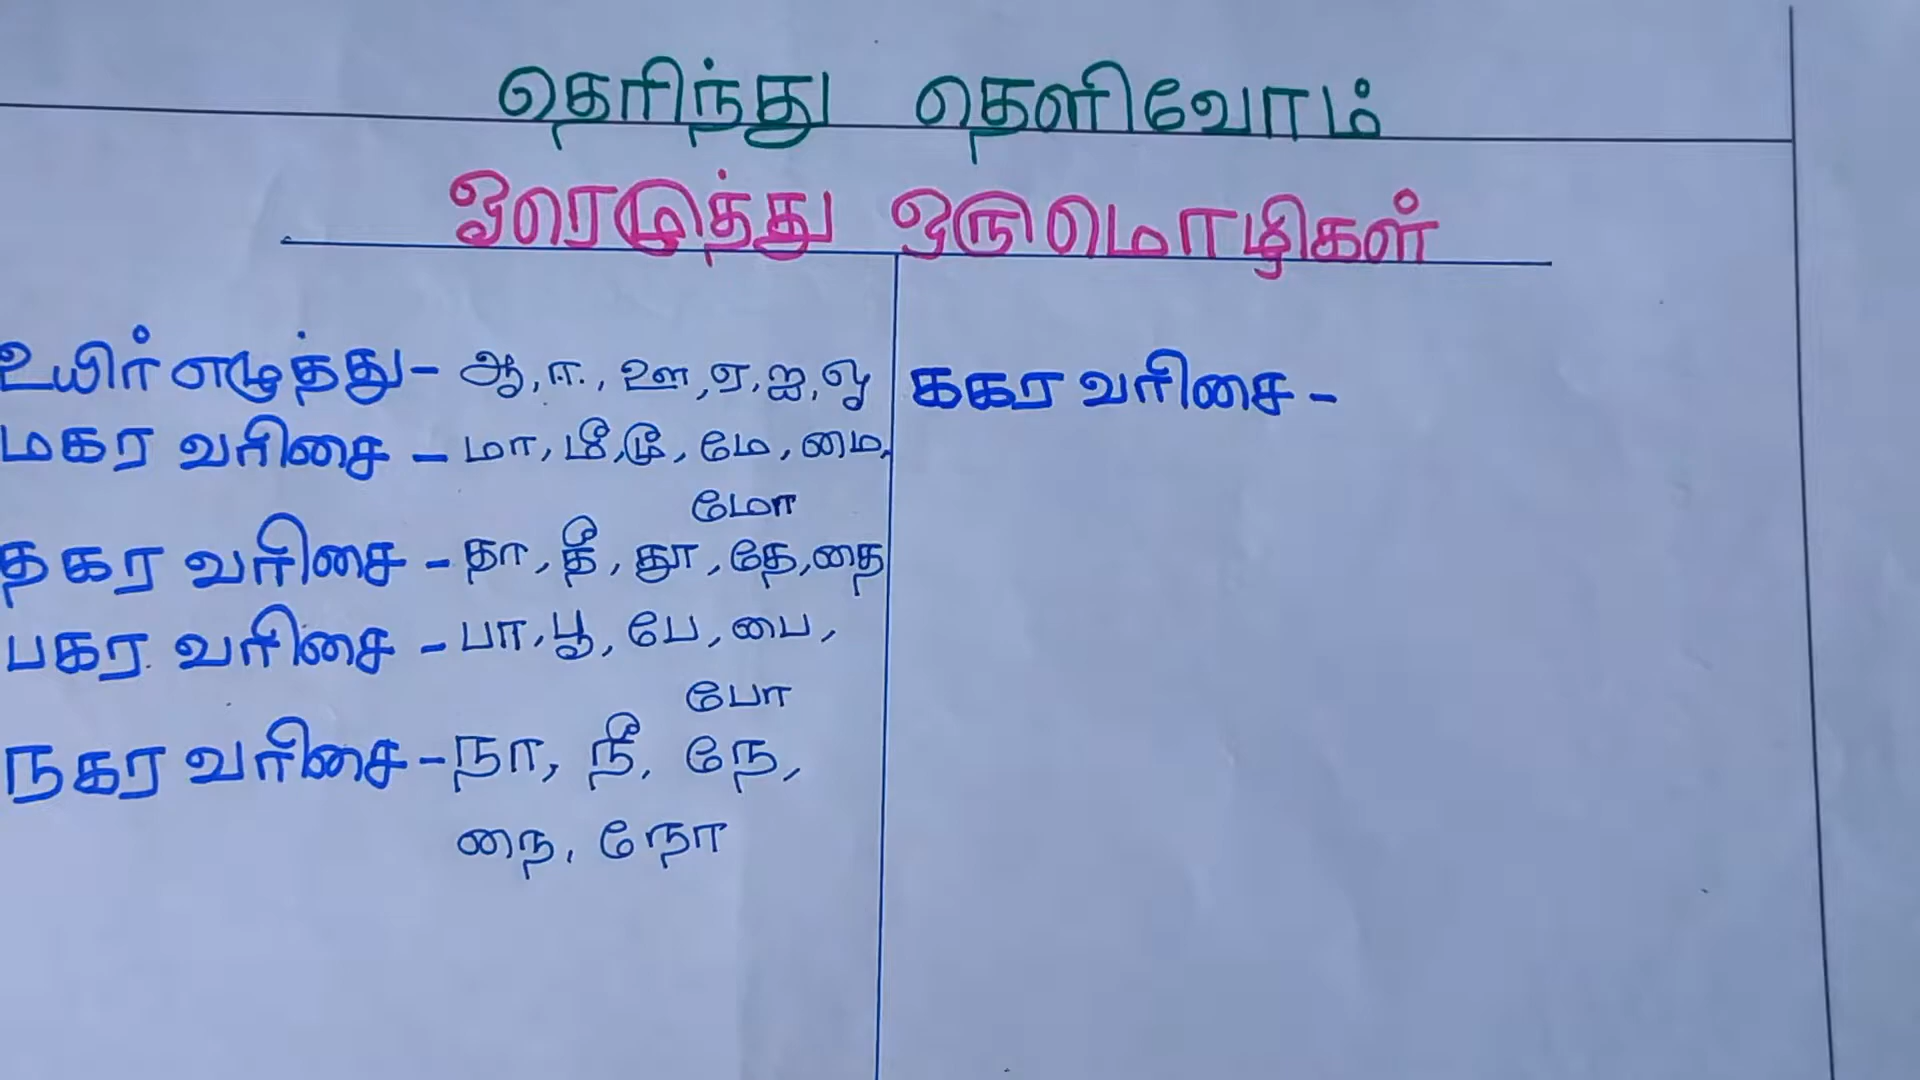 தெரிந்து தெளிவோம்
ஓரெழுத்து ஒருமொழிகள்
உயிர் எழுத்து - ஆ, ஈ, ஊ, ஏ, ஐ, ஓ
மகர வரிசை - மா, மீ, மூ, மே, மை,
மோ
தகர வரிசை - தா, தீ, தூ, தே, தை
பகர வரிசை - பா, பூ, பே, பை,
போ
நகர வரிசை - நா, நீ, நே,
நை, நோ
ககர வரிசை -